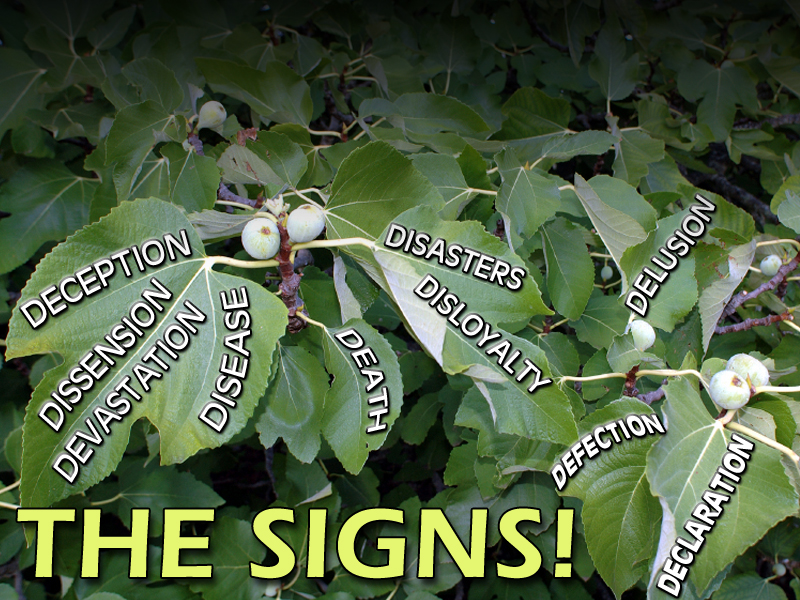 DECEPTION
DISSENSION
DEVASTATION
DISEASE
DEATH
DISASTERS
DISLOYALTY
DELUSION
DEFECTION
DECLARATION
THE SIGNS!